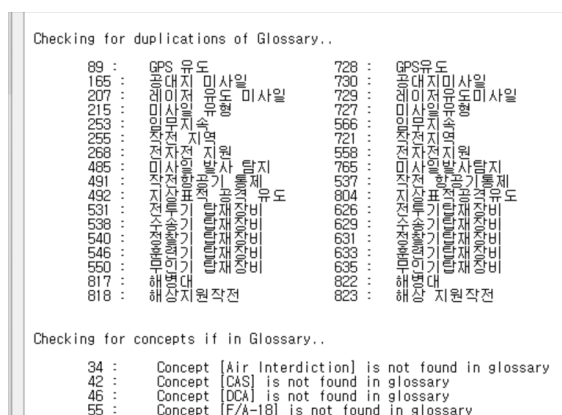 Checking for duplications of Glossary..
89 : GPS 유도 728 : GPS유도
165 : 공대지 미사일 730 : 공대지미사일
207 : 레이저 유도 미사일 729 : 레이저유도미사일
215 : 미사일 유형 727 : 미사일유형
253 : 임무지속 566 : 임무지속
255 : 작전 지역 721 : 작전지역
268 : 전자전 지원 558 : 전자전지원
485 : 미사일 발사 탐지 765 : 미사일발사탐지
491 : 작전항공기 통제 537 : 작전 항공기통제
492 : 지상표적 공격 유도 804 : 지상표적공격유도
531 : 전투기 탑재장비 626 : 전투기탑재장비
538 : 수송기 탑재장비 629 : 수송기탑재장비
540 : 정찰기 탑재장비 631 : 정찰기탑재장비
546 : 훈련기 탑재장비 633 : 훈련기탑재장비
550 : 무인기 탑재장비 635 : 무인기탑재장비
817 : 해병대 822 : 해병대
818 : 해상지원작전 823 : 해상 지원작전
Checking for concepts if in Glossary..
34 : Concept [Air Interdiction] is not found in glossary
42 : Concept [CAS] is not found in glossary
46 : Concept [DCA] is not found in glossary
55 : Concept [F/A-18] is not found in glossary